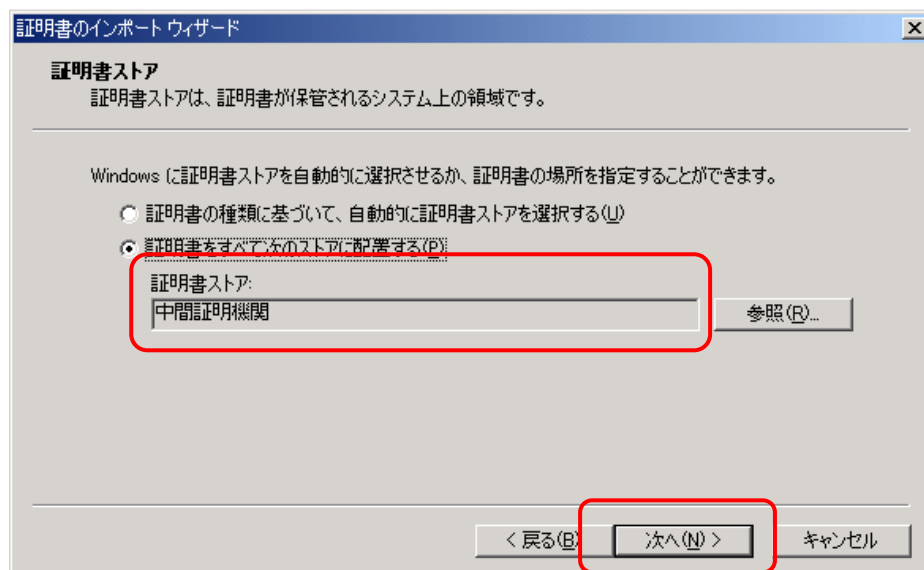 証明書のインポート ウィザード
証明書ストア
証明書ストアは、証明書が保管されるシステム上の領域です。
Windows に証明書ストアを自動的に選択させるか、証明書の場所を指定することができます。
証明書の種類に基づいて、自動的に証明書ストアを選択する(U)
証明書をすべて次のストアに配置する(P)
証明書ストア:
中間証明機関
参照(R)...
< 戻る(B)
次へ(N) >
キャンセル